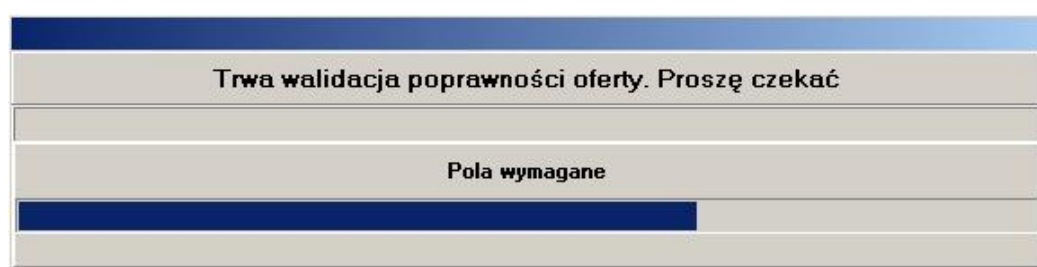 Trwa walidacja poprawności oferty. Proszę czekać
Pola wymagane